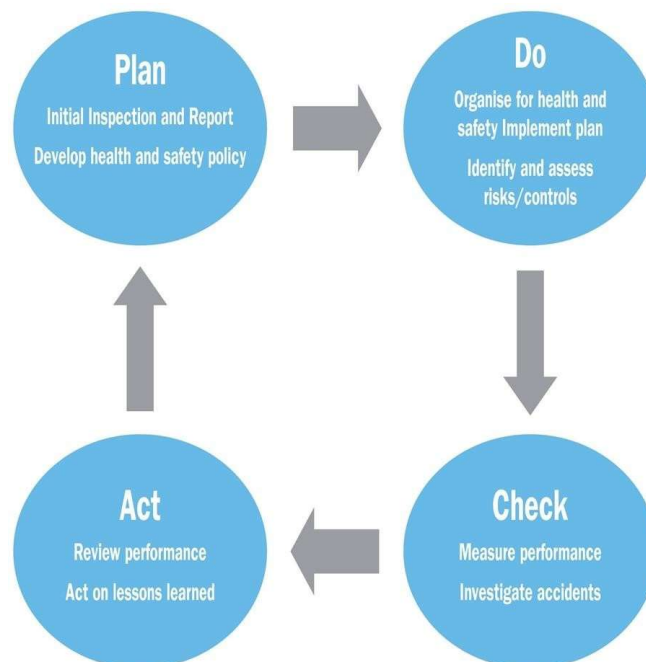 Plan
Initial Inspection and Report
Develop health and safety policy
Do
Organise for health and
safety Implement plan
Identify and assess
risks/controls
Act
Review performance
Act on lessons learned
Check
Measure performance
Investigate accidents